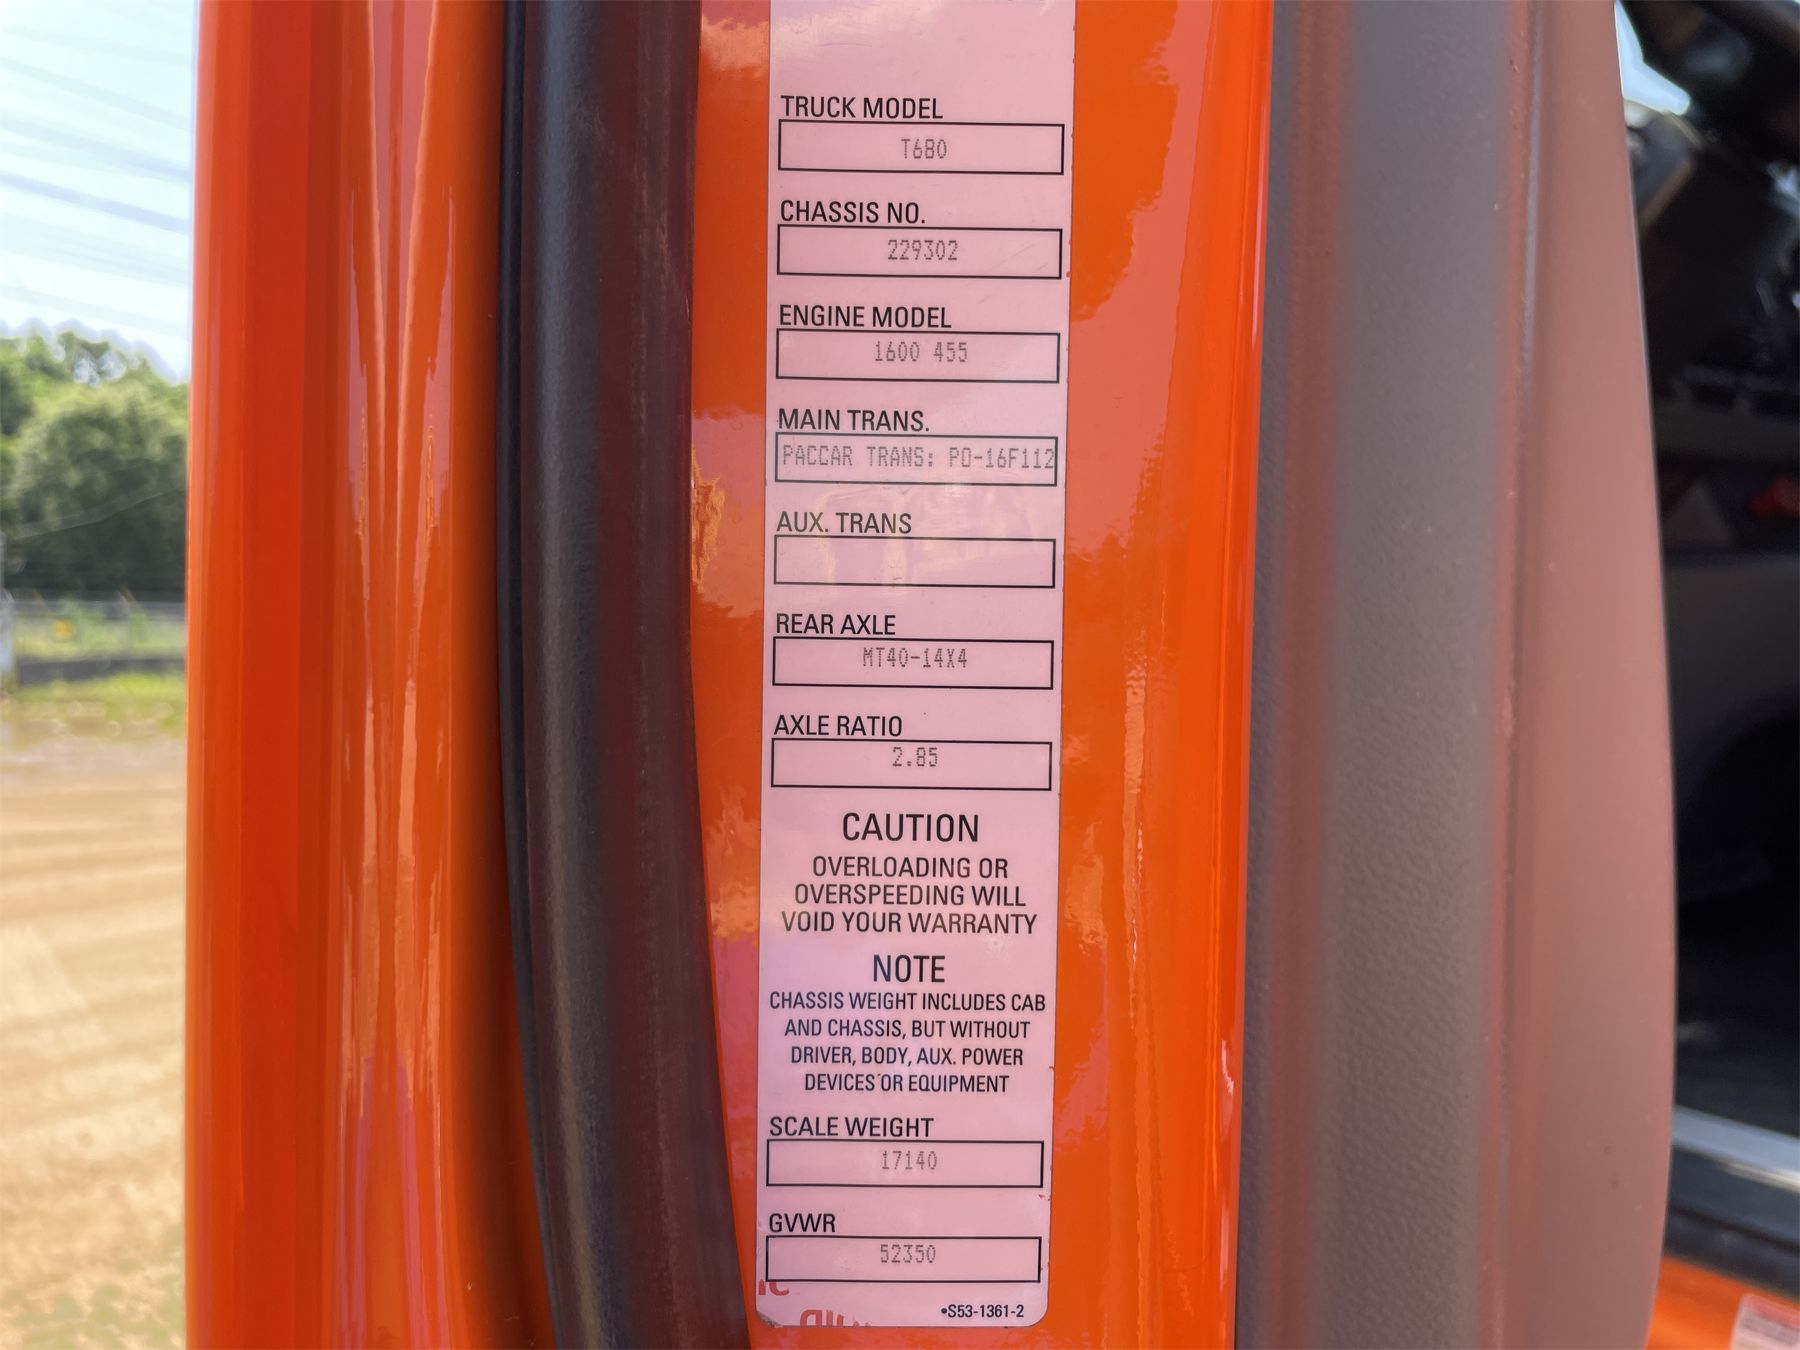 TRUCK MODEL
T680
CHASSIS NO.
229302
ENGINE MODEL
1600 455
MAIN TRANS.
PACCAR TRANS: PO-16F112
AUX. TRANS
REAR AXLE
MT40-14X4
AXLE RATIO
2.85
CAUTION
OVERLOADING OR
OVERSPEEDING WILL
VOID YOUR WARRANTY
NOTE
CHASSIS WEIGHT INCLUDES CAB
AND CHASSIS, BUT WITHOUT
DRIVER, BODY, AUX. POWER
DEVICES OR EQUIPMENT
SCALE WEIGHT
17140
GVWR
52350
•S53-1361-2